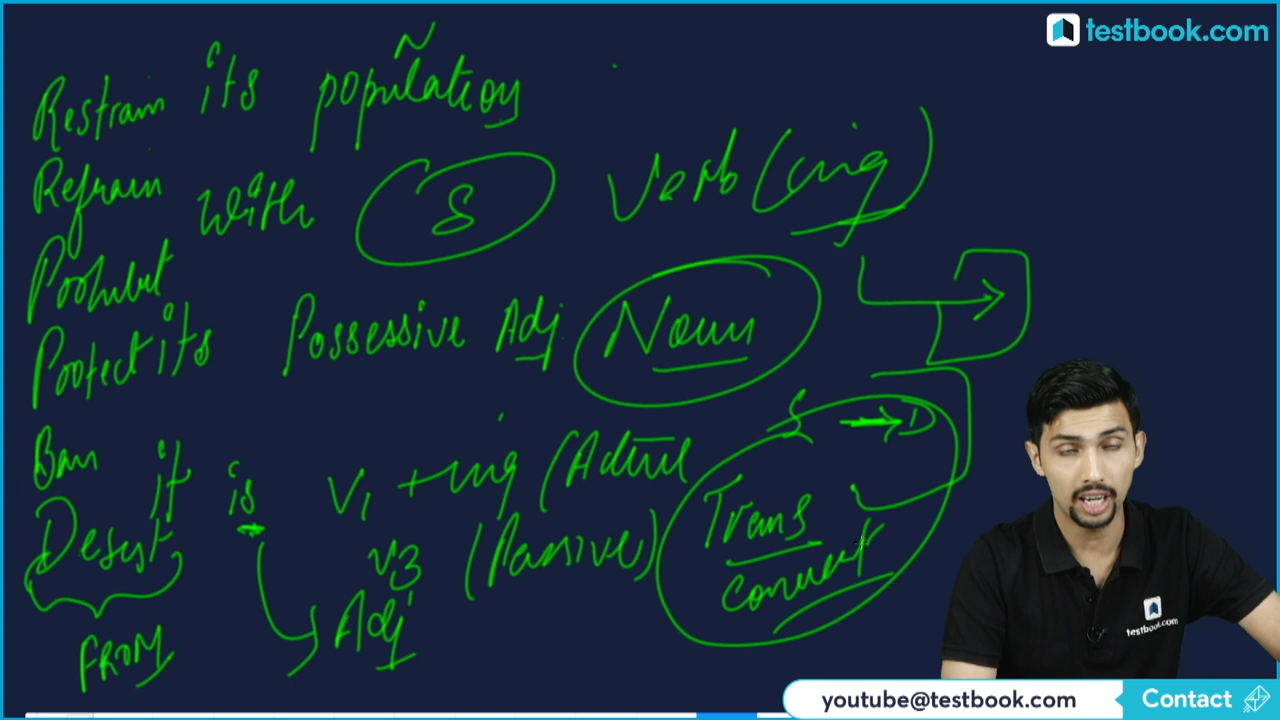 testbook.com
N
Restrain its population
Refrain with S Verb (ing)
Prohibit
Protect its Possessive Adj. Noun
S → D
Ban it is V1 + ing (Active
Desist V3 (Passive) Trans
Adj convert
FROM
testbook.com
youtube@testbook.com Contact